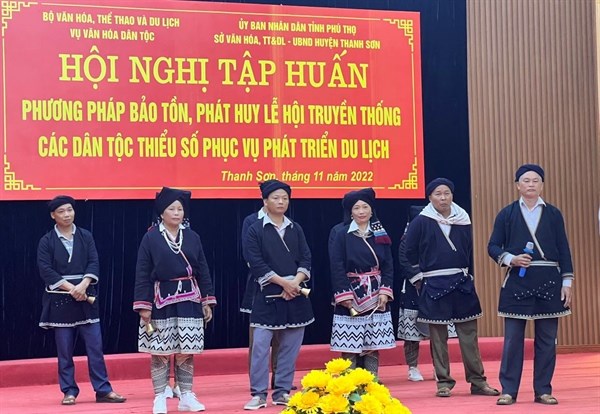 BỘ VĂN HÓA, THỂ THAO VÀ DU LỊCH
VỤ VĂN HÓA DÂN TỘC
ỦY BAN NHÂN DÂN TỈNH PHÚ THỌ
SỞ VĂN HÓA, TT&DL - UBND HUYỆN THANH SƠN
HỘI NGHỊ TẬP HUẤN
PHƯƠNG PHÁP BẢO TỒN, PHÁT HUY LỄ HỘI TRUYỀN THỐNG
CÁC DÂN TỘC THIỂU SỐ PHỤC VỤ PHÁT TRIỂN DU LỊCH
Thanh Sơn, tháng 11 năm 2022